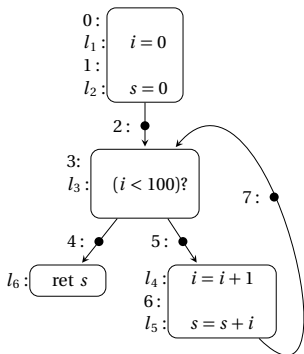 0:
l₁: i = 0
1:
l₂: s = 0
2:
3:
l₃: (i < 100)?
7:
4: 5:
l₆: ret s
l₄: i = i + 1
6:
l₅: s = s + i